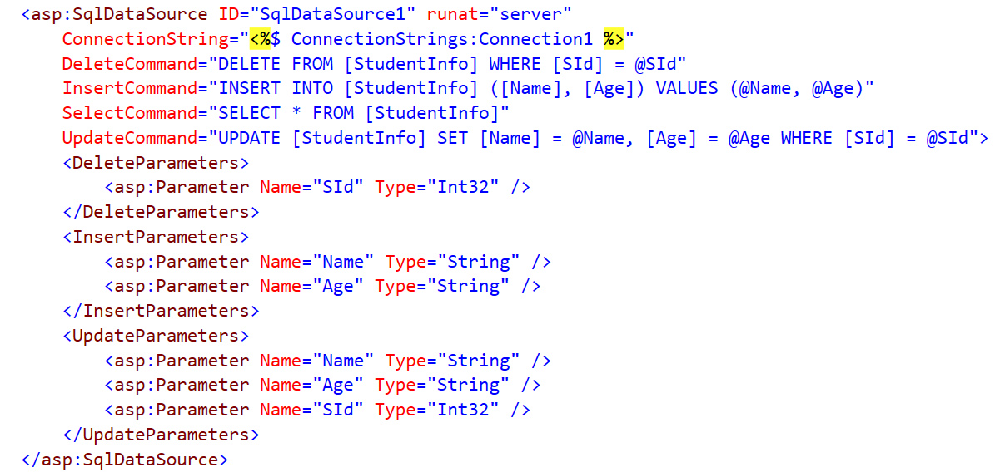 <asp:SqlDataSource ID="SqlDataSource1" runat="server"
ConnectionString="<%$ ConnectionStrings:Connection1 %>"
DeleteCommand="DELETE FROM [StudentInfo] WHERE [SId] = @SId"
InsertCommand="INSERT INTO [StudentInfo] ([Name], [Age]) VALUES (@Name, @Age)"
SelectCommand="SELECT * FROM [StudentInfo]"
UpdateCommand="UPDATE [StudentInfo] SET [Name] = @Name, [Age] = @Age WHERE [SId] = @SId">
<DeleteParameters>
<asp:Parameter Name="SId" Type="Int32" />
</DeleteParameters>
<InsertParameters>
<asp:Parameter Name="Name" Type="String" />
<asp:Parameter Name="Age" Type="String" />
</InsertParameters>
<UpdateParameters>
<asp:Parameter Name="Name" Type="String" />
<asp:Parameter Name="Age" Type="String" />
<asp:Parameter Name="SId" Type="Int32" />
</UpdateParameters>
</asp:SqlDataSource>